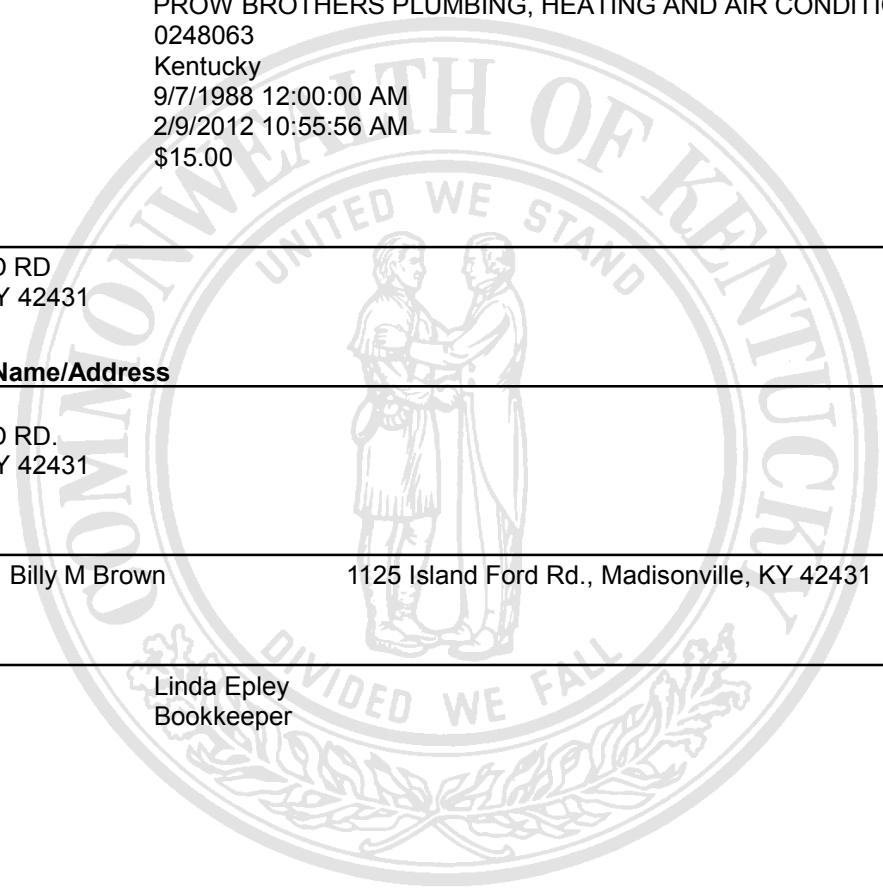 PROW BROTHERS PLUMBING, HEATING AND AIR CONDITIO
0248063
Kentucky
9/7/1988 12:00:00 AM
2/9/2012 10:55:56 AM
$15.00
COMMONWEALTH OF KENTUCKY
UNITED WE STAND
D RD
Y 42431
Name/Address
D RD.
Y 42431
Billy M Brown 1125 Island Ford Rd., Madisonville, KY 42431
DIVIDED WE FALL
Linda Epley
Bookkeeper